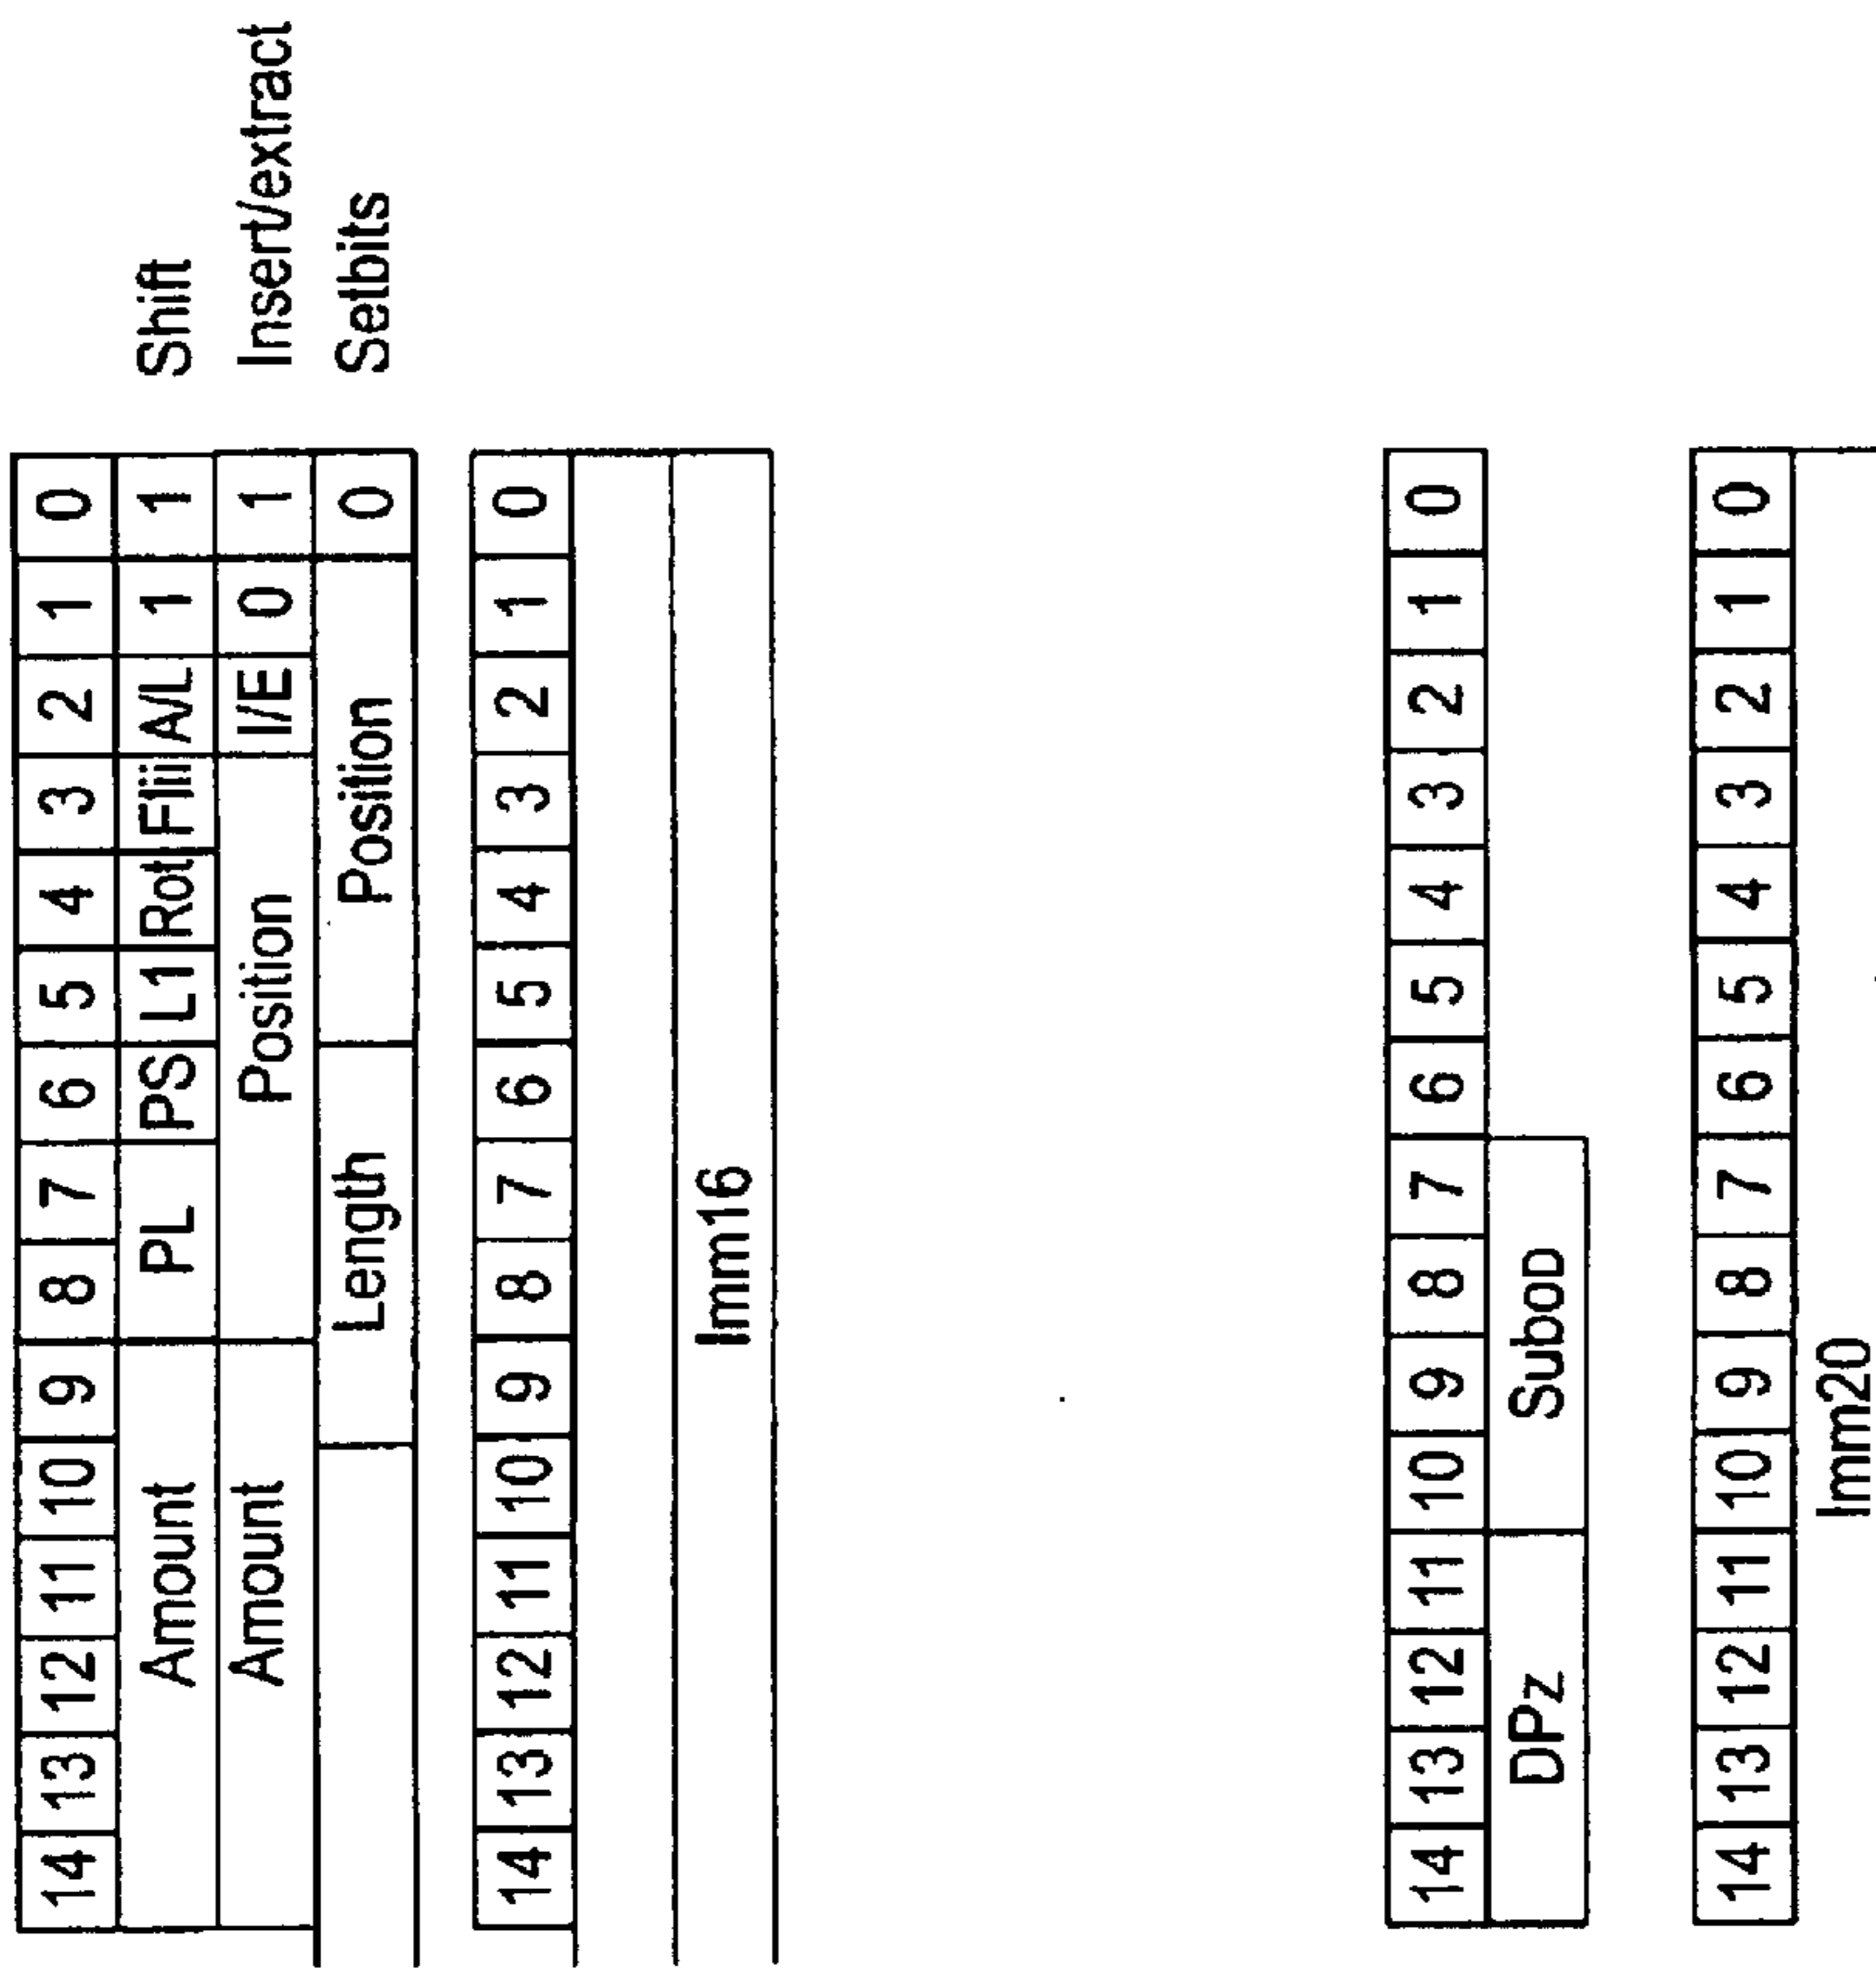 14 13 12 11 10 9 8 7 6 5 4 3 2 1 0
Amount PL PS L1 Rot Fliii A/L 1 1 Shift
Amount Position I/E 0 1 Insert/extract
Length Position 0 Setbits
14 13 12 11 10 9 8 7 6 5 4 3 2 1 0
Imm16
14 13 12 11 10 9 8 7 6 5 4 3 2 1 0
DPz Subop
14 13 12 11 10 9 8 7 6 5 4 3 2 1 0
Imm20